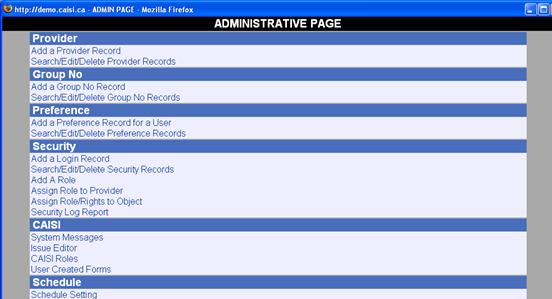 http://demo.caisi.ca - ADMIN PAGE - Mozilla Firefox
ADMINISTRATIVE PAGE
Provider
Add a Provider Record
Search/Edit/Delete Provider Records
Group No
Add a Group No Record
Search/Edit/Delete Group No Records
Preference
Add a Preference Record for a User
Search/Edit/Delete Preference Records
Security
Add a Login Record
Search/Edit/Delete Security Records
Add A Role
Assign Role to Provider
Assign Role/Rights to Object
Security Log Report
CAISI
System Messages
Issue Editor
CAISI Roles
User Created Forms
Schedule
Schedule Setting